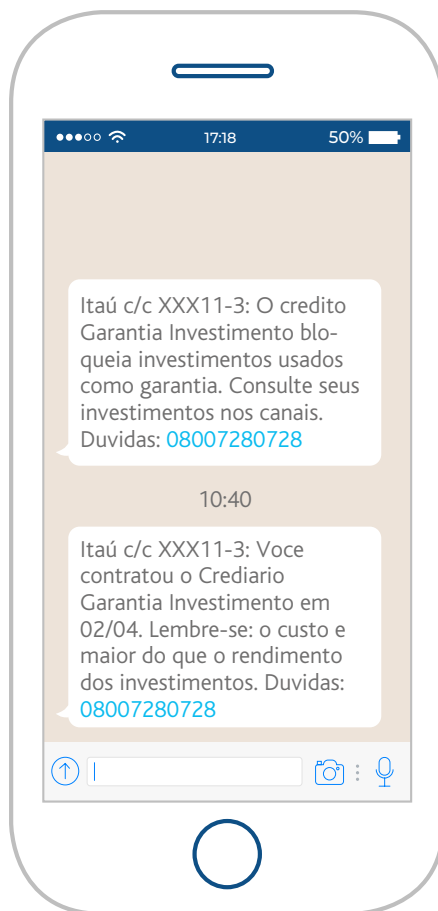 17:18
50%
Itaú c/c XXX11-3: O credito
Garantia Investimento blo-
queia investimentos usados
como garantia. Consulte seus
investimentos nos canais.
Duvidas: 08007280728
10:40
Itaú c/c XXX11-3: Voce
contratou o Crediario
Garantia Investimento em
02/04. Lembre-se: o custo e
maior do que o rendimento
dos investimentos. Duvidas:
08007280728